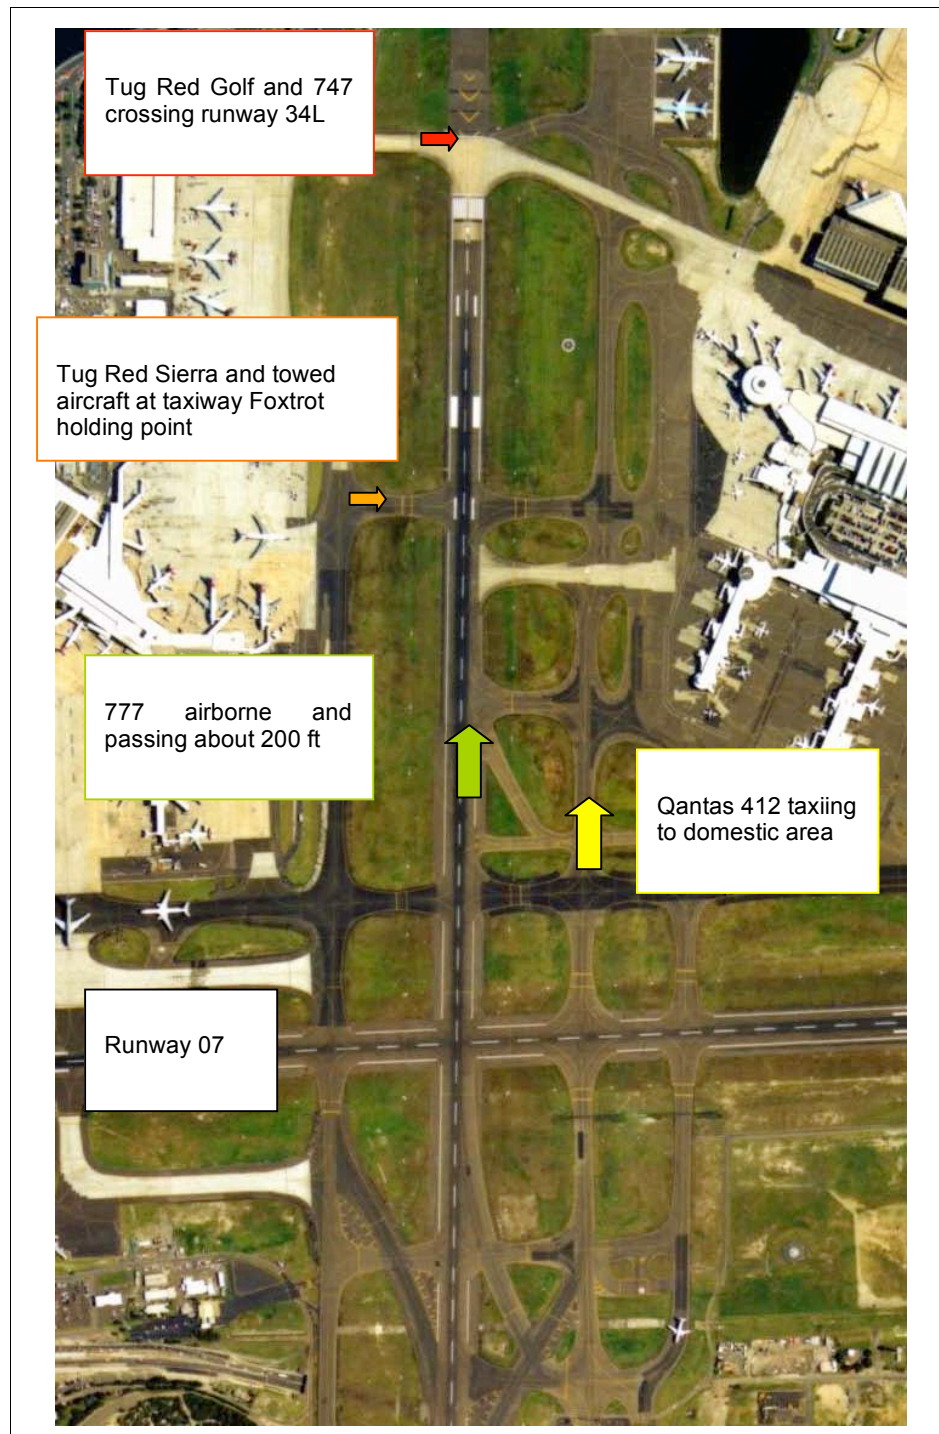 Tug Red Golf and 747
crossing runway 34L
Tug Red Sierra and towed
aircraft at taxiway Foxtrot
holding point
777 airborne and
passing about 200 ft
Qantas 412 taxiing
to domestic area
Runway 07